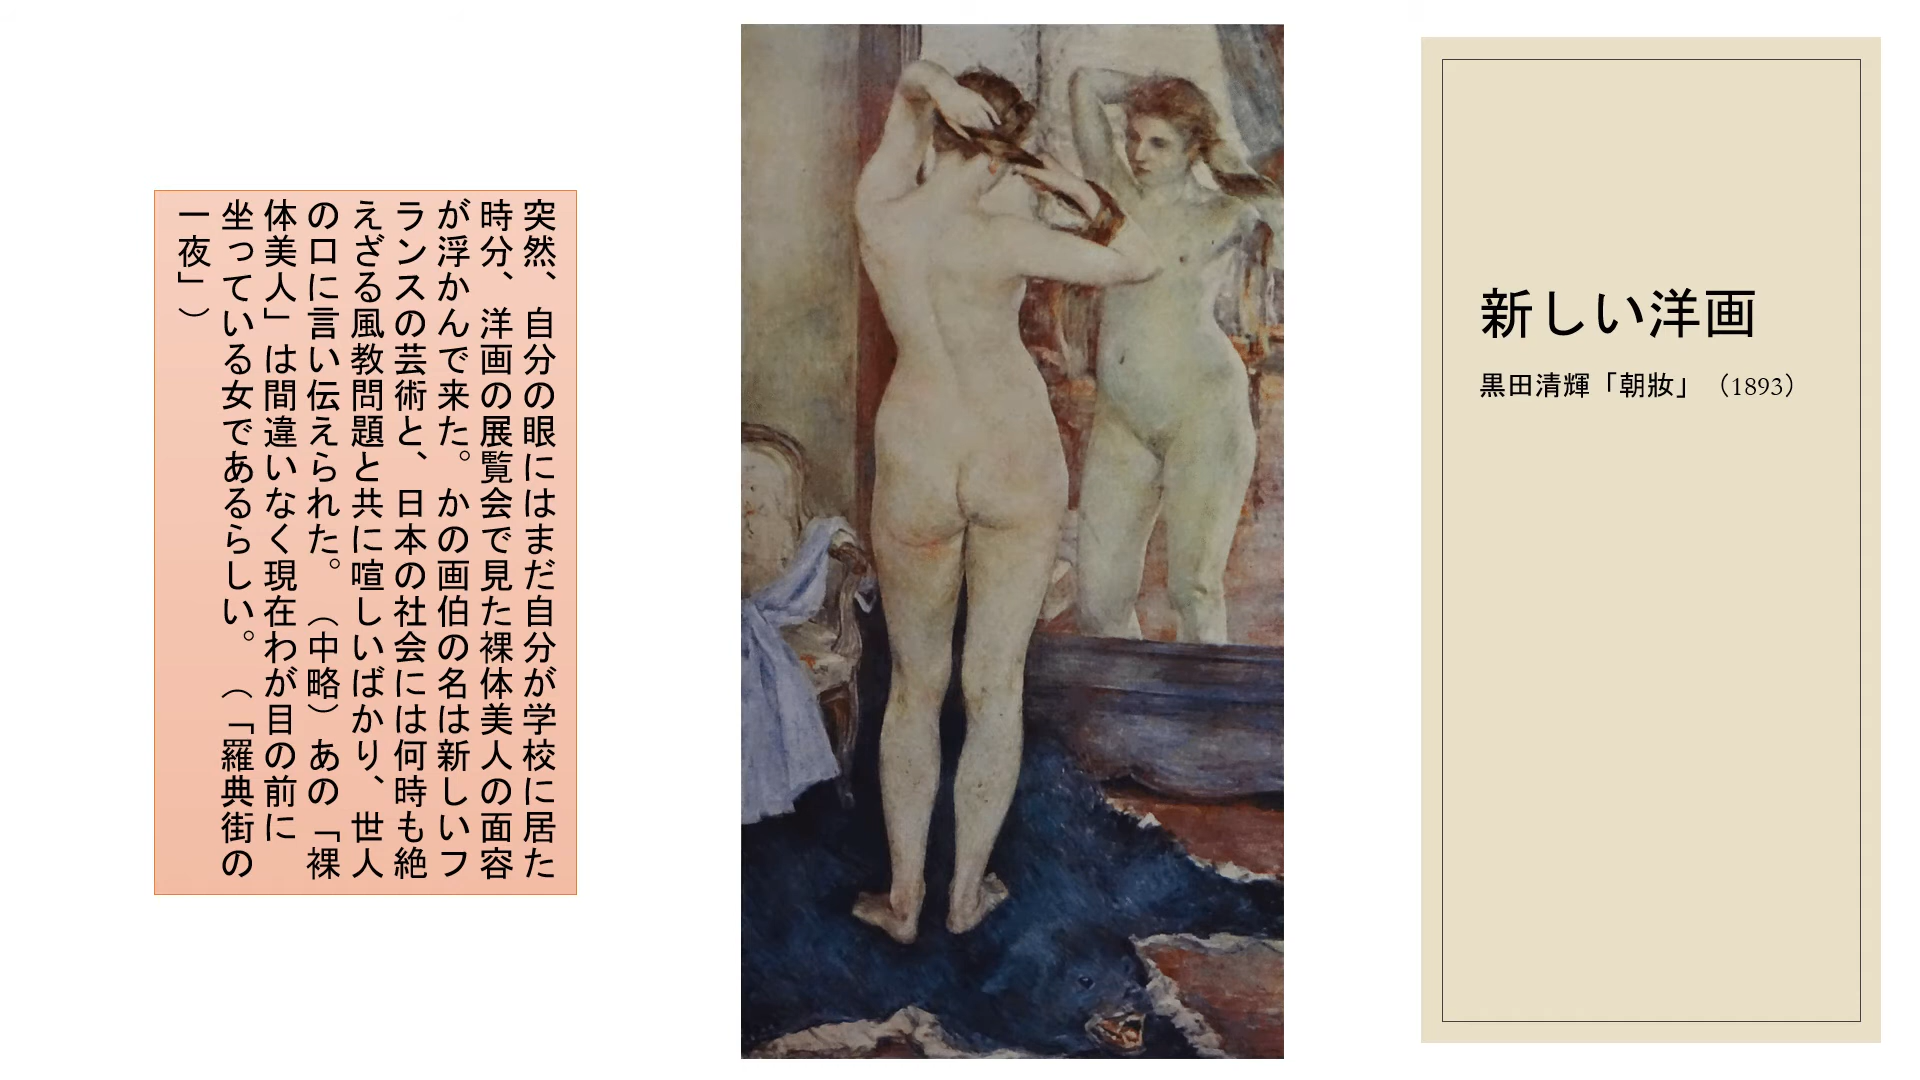 新しい洋画
黒田清輝「朝妝」（1893）
突然、自分の眼にはまだ自分が学校に居た
時分、洋画の展覧会で見た裸体美人の面容
が浮かんで来た。かの画伯の名は新しいフ
ランスの芸術と、日本の社会には何時も絶
えざる風教問題と共に喧しいばかり、世人
の口に言い伝えられた。（中略）あの「裸
体美人」は間違いなく現在わが目の前に
坐っている女であるらしい。（「羅典街の
一夜」）